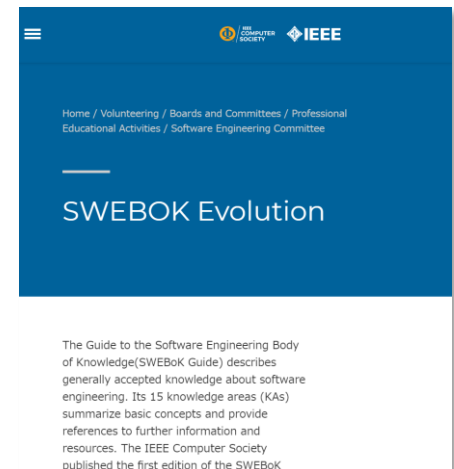 IEEE
COMPUTER
SOCIETY
IEEE
Home / Volunteering / Boards and Committees / Professional
Educational Activities / Software Engineering Committee
SWEBOK Evolution
The Guide to the Software Engineering Body
of Knowledge(SWEBoK Guide) describes
generally accepted knowledge about software
engineering. Its 15 knowledge areas (KAs)
summarize basic concepts and provide
references to further information and
resources. The IEEE Computer Society
published the first edition of the SWEBoK